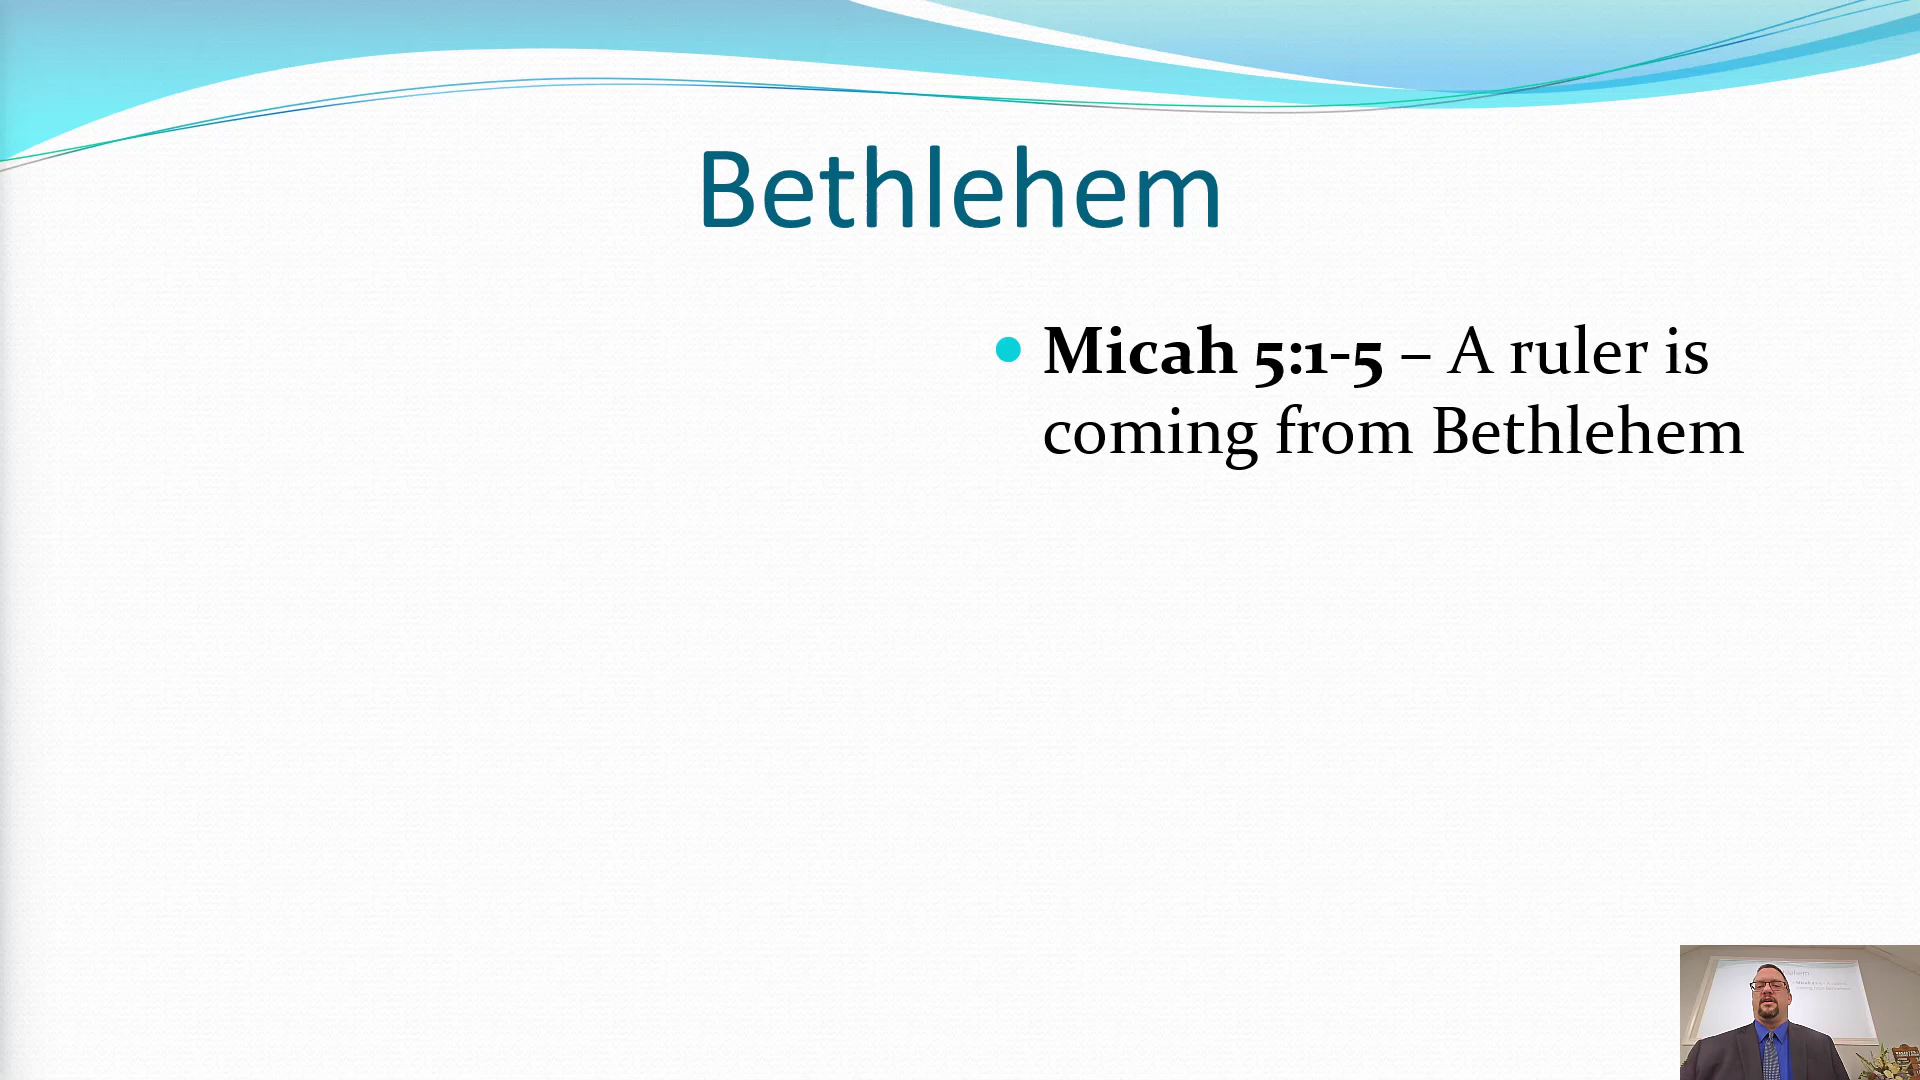 Bethlehem
• Micah 5:1-5 – A ruler is
coming from Bethlehem